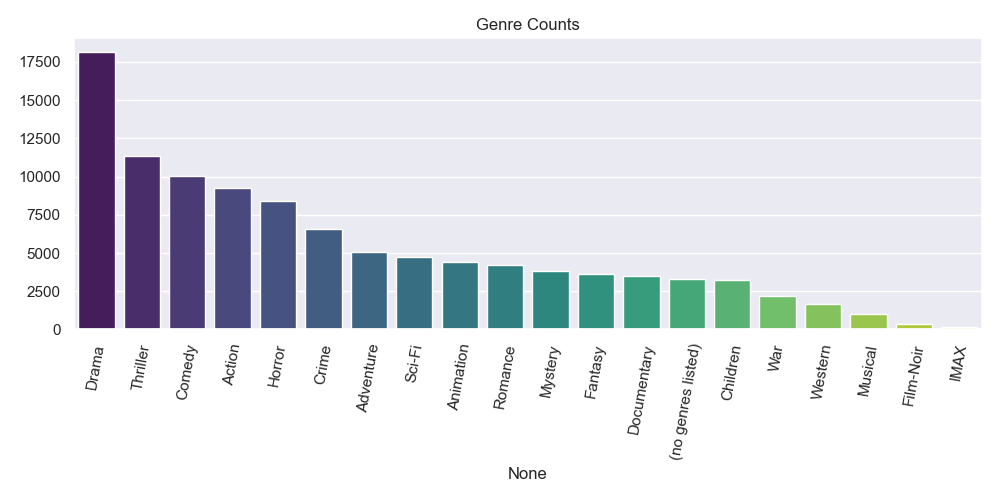 Genre Counts
17500
15000
12500
10000
7500
5000
2500
0
Drama
Thriller
Comedy
Action
Horror
Crime
Adventure
Sci-Fi
Animation
Romance
Mystery
Fantasy
Documentary
(no genres listed)
Children
War
Western
Musical
Film-Noir
IMAX
None